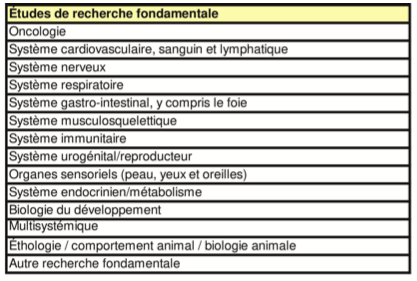 Études de recherche fondamentale
Oncologie
Système cardiovasculaire, sanguin et lymphatique
Système nerveux
Système respiratoire
Système gastro-intestinal, y compris le foie
Système musculosquelettique
Système immunitaire
Système urogénital/reproducteur
Organes sensoriels (peau, yeux et oreilles)
Système endocrinien/métabolisme
Biologie du développement
Multisystémique
Éthologie / comportement animal / biologie animale
Autre recherche fondamentale